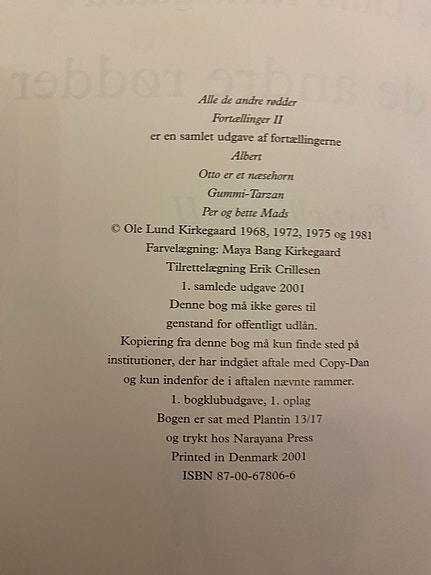 Alle de andre rødder
Fortællinger II
er en samlet udgave af fortællingerne
Albert
Otto er et næsehorn
Gummi-Tarzan
Per og bette Mads
© Ole Lund Kirkegaard 1968, 1972, 1975 og 1981
Farvelægning: Maya Bang Kirkegaard
Tilrettelægning Erik Crillesen
1. samlede udgave 2001
Denne bog må ikke gøres til
genstand for offentligt udlån.
Kopiering fra denne bog må kun finde sted på
institutioner, der har indgået aftale med Copy-Dan
og kun indenfor de i aftalen nævnte rammer.
1. bogklubudgave, 1. oplag
Bogen er sat med Plantin 13/17
og trykt hos Narayana Press
Printed in Denmark 2001
ISBN 87-00-67806-6